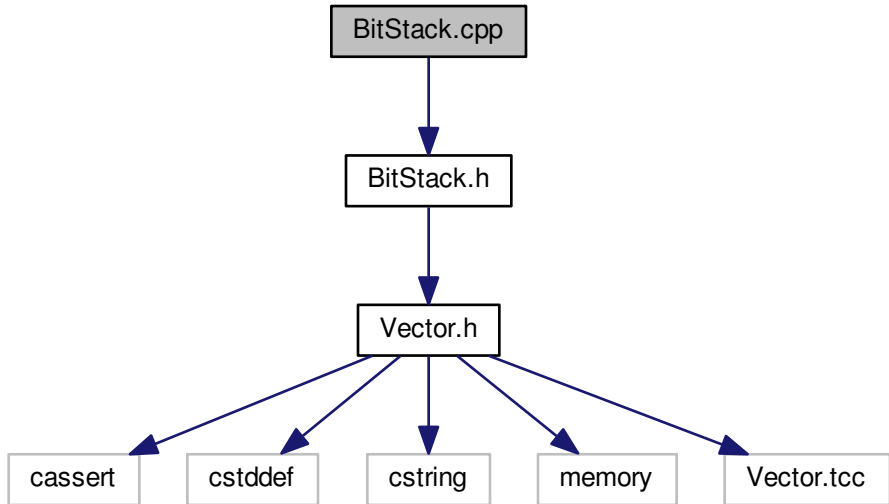 BitStack.cpp
BitStack.h
Vector.h
cassert
cstddef
cstring
memory
Vector.tcc